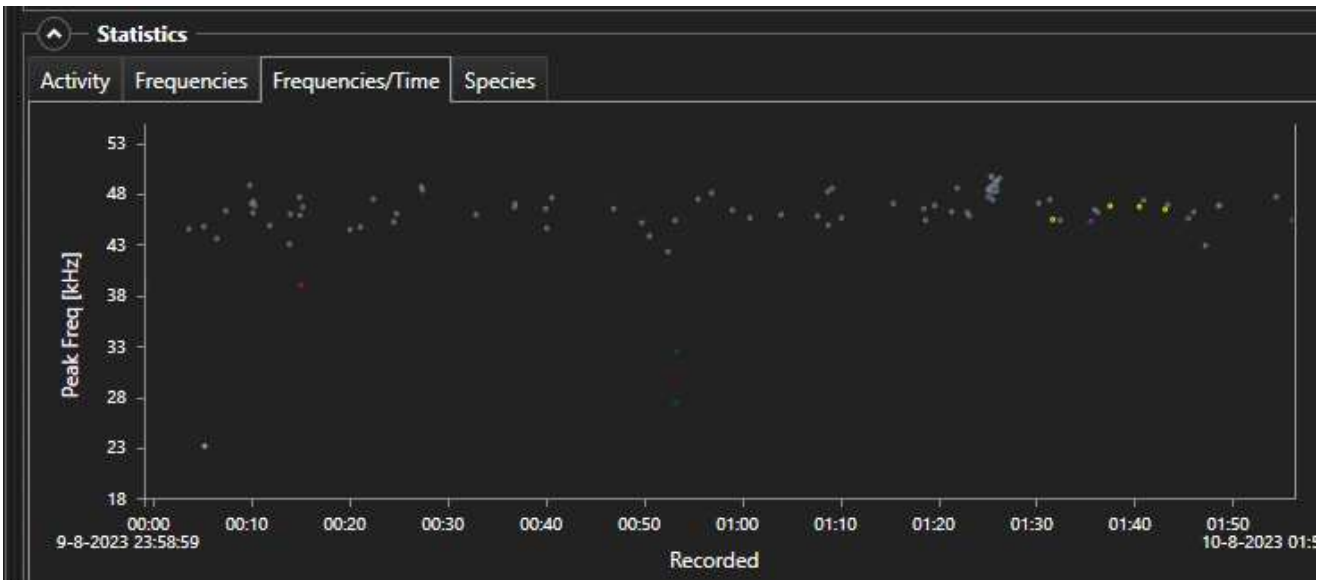 Statistics
Activity Frequencies Frequencies/Time Species
53
48
43
38
33
28
23
18
Peak Freq [kHz]
00:00 00:10 00:20 00:30 00:40 00:50 01:00 01:10 01:20 01:30 01:40 01:50
9-8-2023 23:58:59 10-8-2023 01:5
Recorded